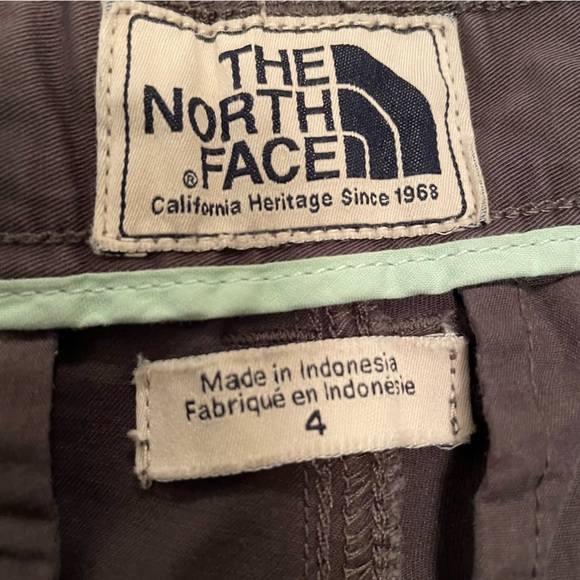 THE
NORTH
®FACE
California Heritage Since 1968
Made in Indonesia
Fabriqué en Indonésie
4